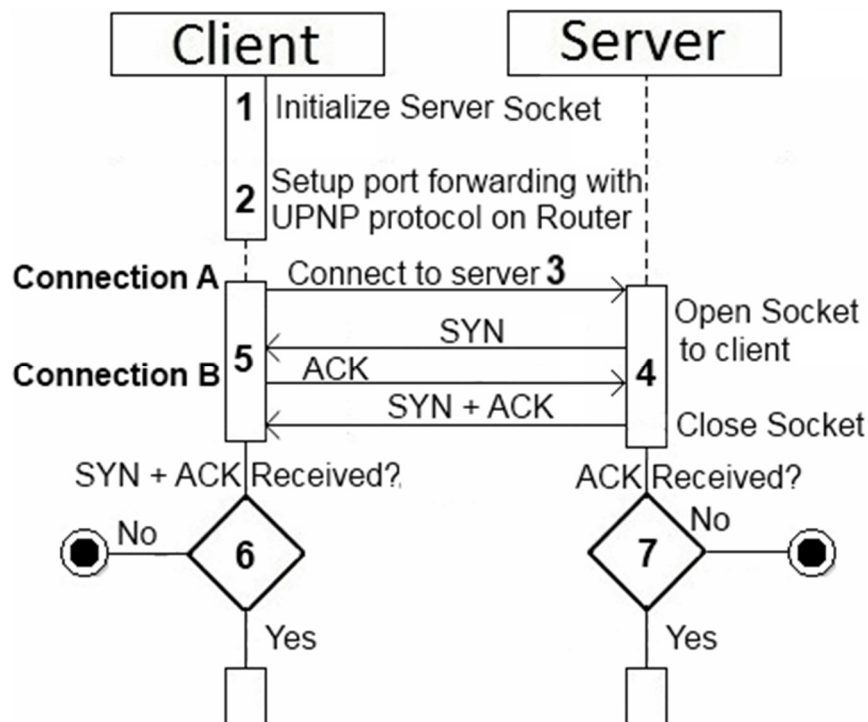 Client
Server
1 Initialize Server Socket
2 Setup port forwarding with
UPNP protocol on Router
Connection A
Connect to server 3
Open Socket
to client
SYN
5
4
Connection B
ACK
SYN + ACK
Close Socket
SYN + ACK Received?
ACK Received?
No
6
7
No
Yes
Yes